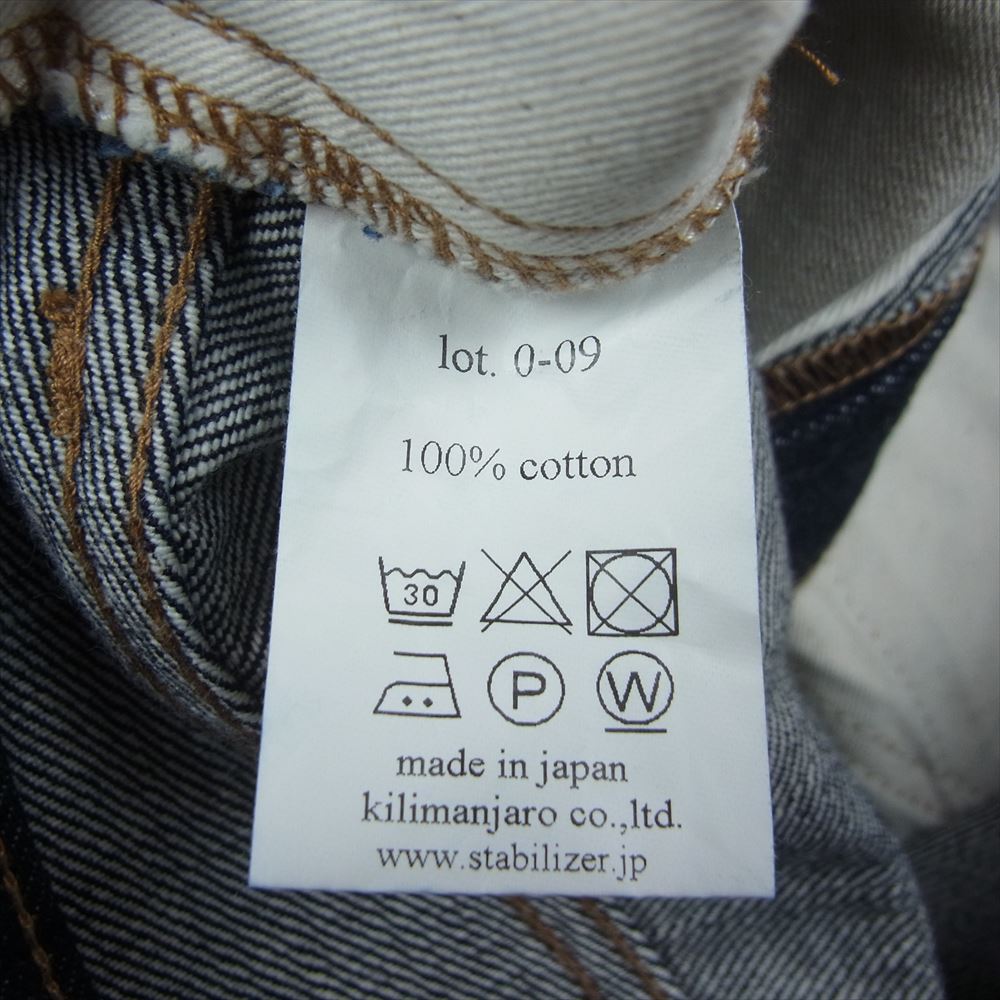 lot. 0-09
100% cotton
30
P W
made in japan
kilimanjaro co.,ltd.
www.stabilizer.jp